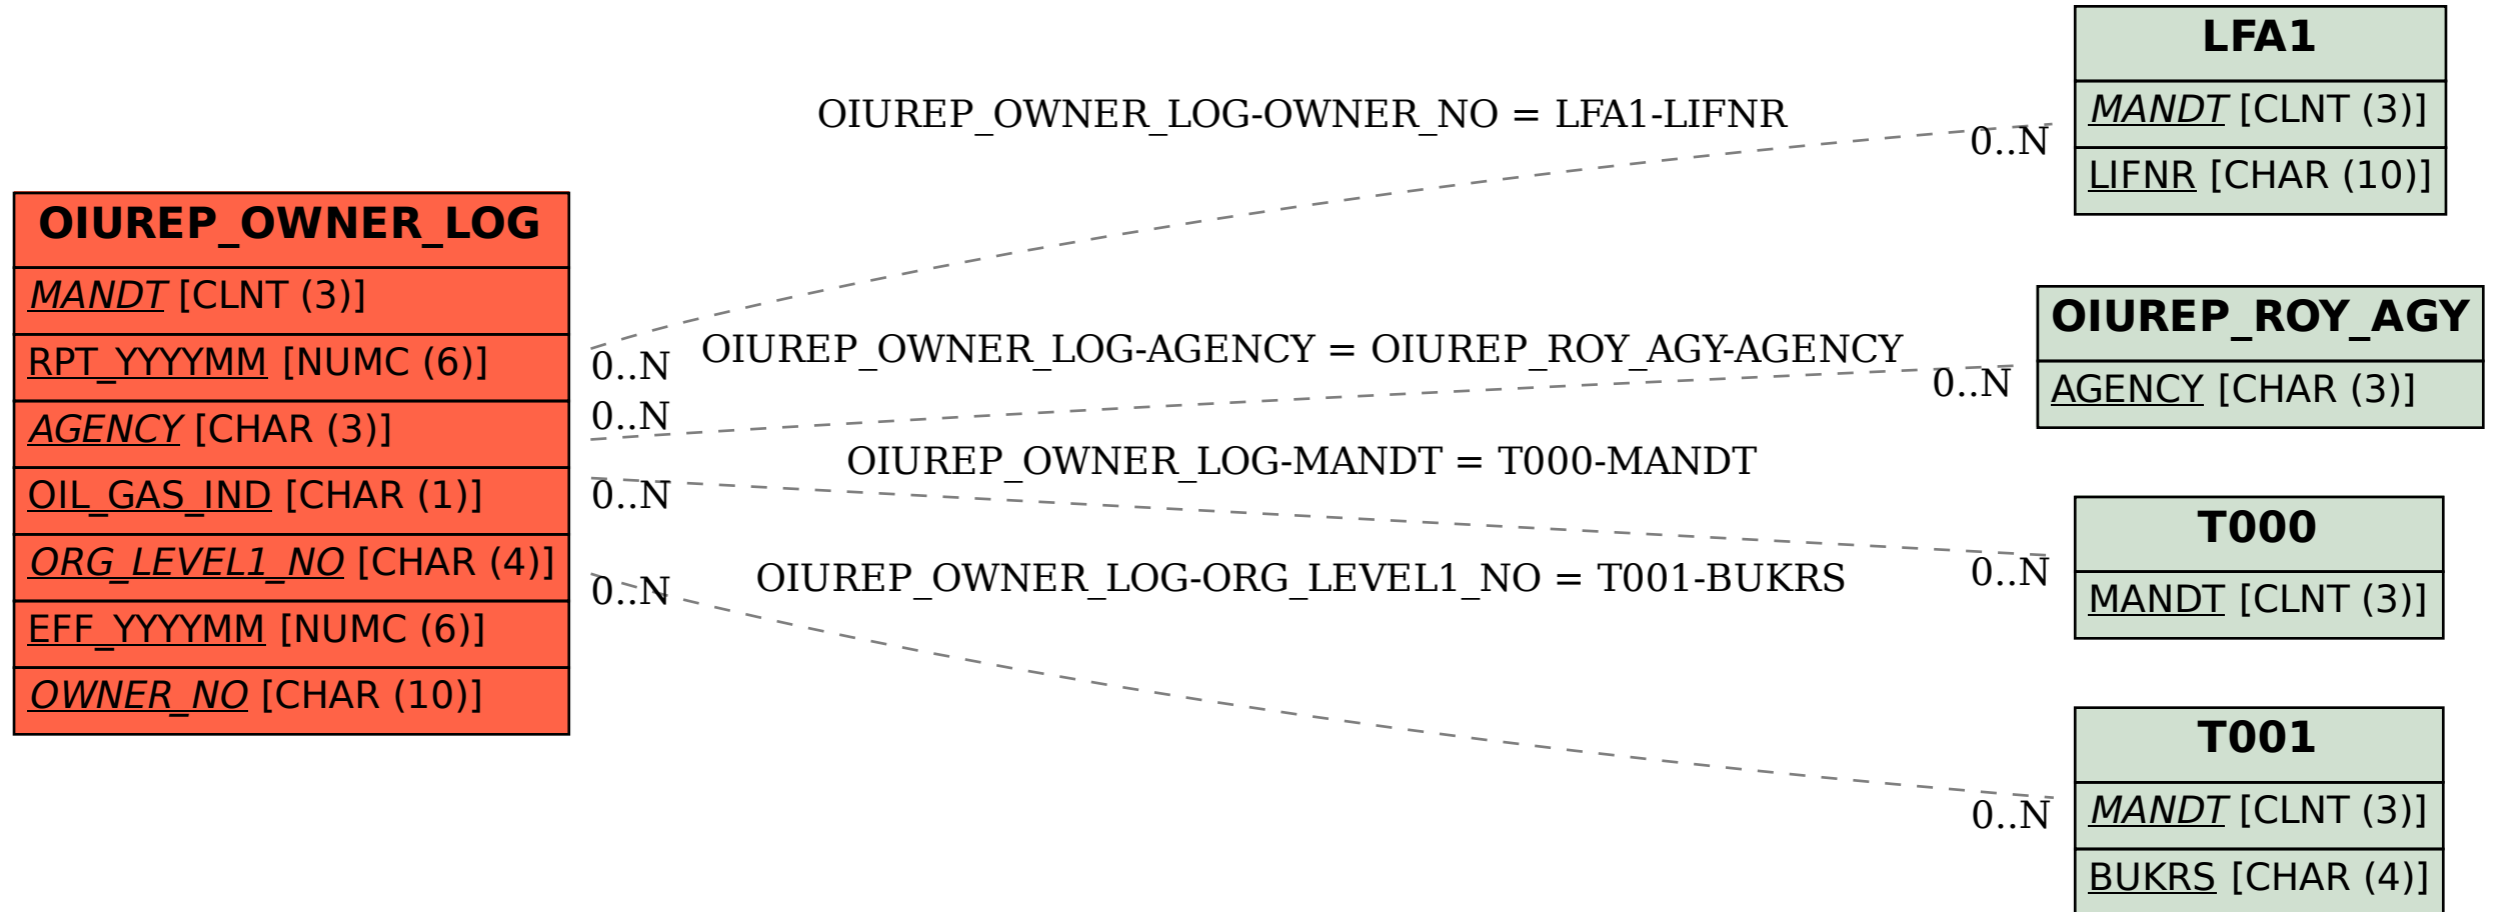 OIUREP_OWNER_LOG
MANDT [CLNT (3)]
RPT_YYYYMM [NUMC (6)]
AGENCY [CHAR (3)]
OIL_GAS_IND [CHAR (1)]
ORG_LEVEL1_NO [CHAR (4)]
EFF_YYYYMM [NUMC (6)]
OWNER_NO [CHAR (10)]
OIUREP_OWNER_LOG-OWNER_NO = LFA1-LIFNR
0..N
0..N
OIUREP_OWNER_LOG-AGENCY = OIUREP_ROY_AGY-AGENCY
0..N
0..N
OIUREP_OWNER_LOG-MANDT = T000-MANDT
0..N
0..N
OIUREP_OWNER_LOG-ORG_LEVEL1_NO = T001-BUKRS
0..N
0..N
LFA1
MANDT [CLNT (3)]
LIFNR [CHAR (10)]
OIUREP_ROY_AGY
AGENCY [CHAR (3)]
T000
MANDT [CLNT (3)]
T001
MANDT [CLNT (3)]
BUKRS [CHAR (4)]